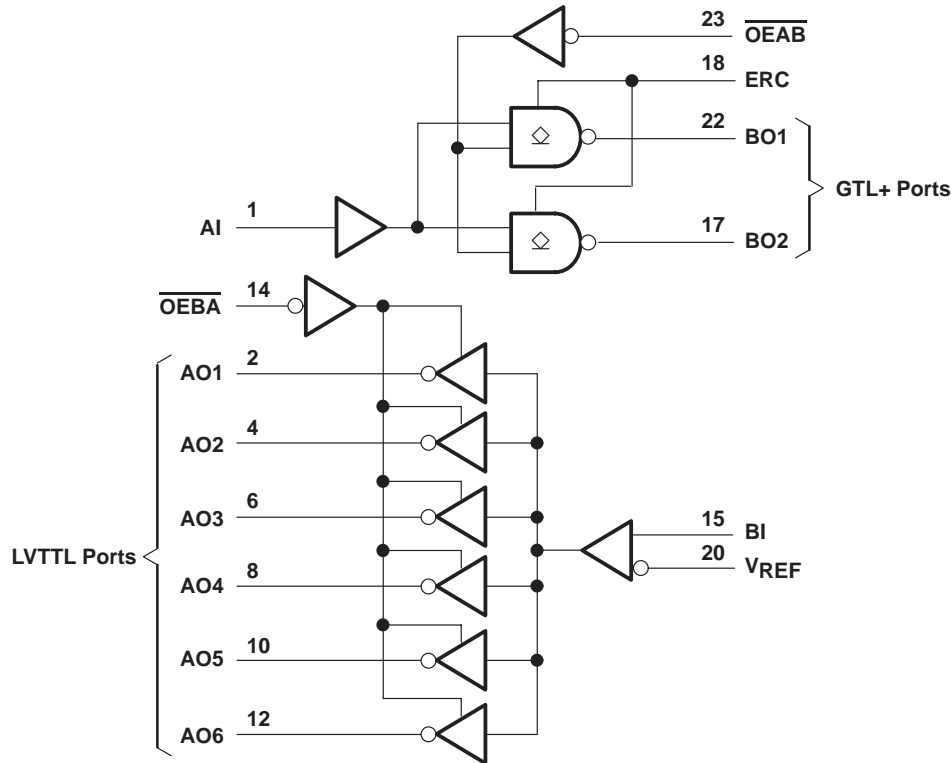 23
OEAB
18
ERC
22
BO1
GTL+ Ports
1
AI
17
BO2
14
OEBA
2
AO1
4
AO2
6
AO3
15
BI
LVTTL Ports
8
AO4
20
VREF
10
AO5
12
AO6